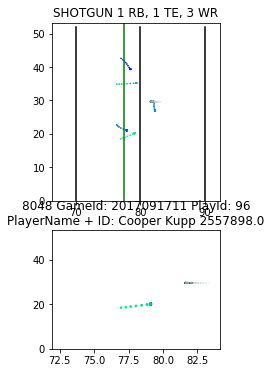 SHOTGUN 1 RB, 1 TE, 3 WR
50
40
30
20
10
0
70 80 90
8048 GameId: 2017091711 PlayId: 96
PlayerName + ID: Cooper Kupp 2557898.0
40
20
0
72.5 75.0 77.5 80.0 82.5